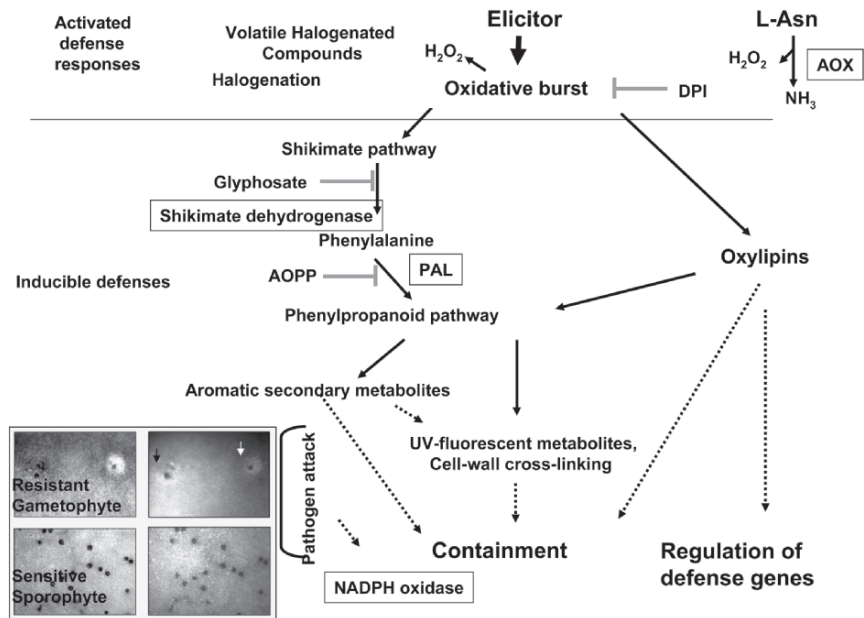 Activated
defense
responses
Volatile Halogenated
Compounds
Halogenation
Elicitor
H2O2
Oxidative burst
DPI
L-Asn
H2O2
AOX
NH3
Shikimate pathway
Glyphosate
Shikimate dehydrogenase
Phenylalanine
Inducible defenses
AOPP
PAL
Oxylipins
Phenylpropanoid pathway
Aromatic secondary metabolites
UV-fluorescent metabolites,
Cell-wall cross-linking
Resistant
Gametophyte
Sensitive
Sporophyte
Pathogen attack
Containment
NADPH oxidase
Regulation of
defense genes